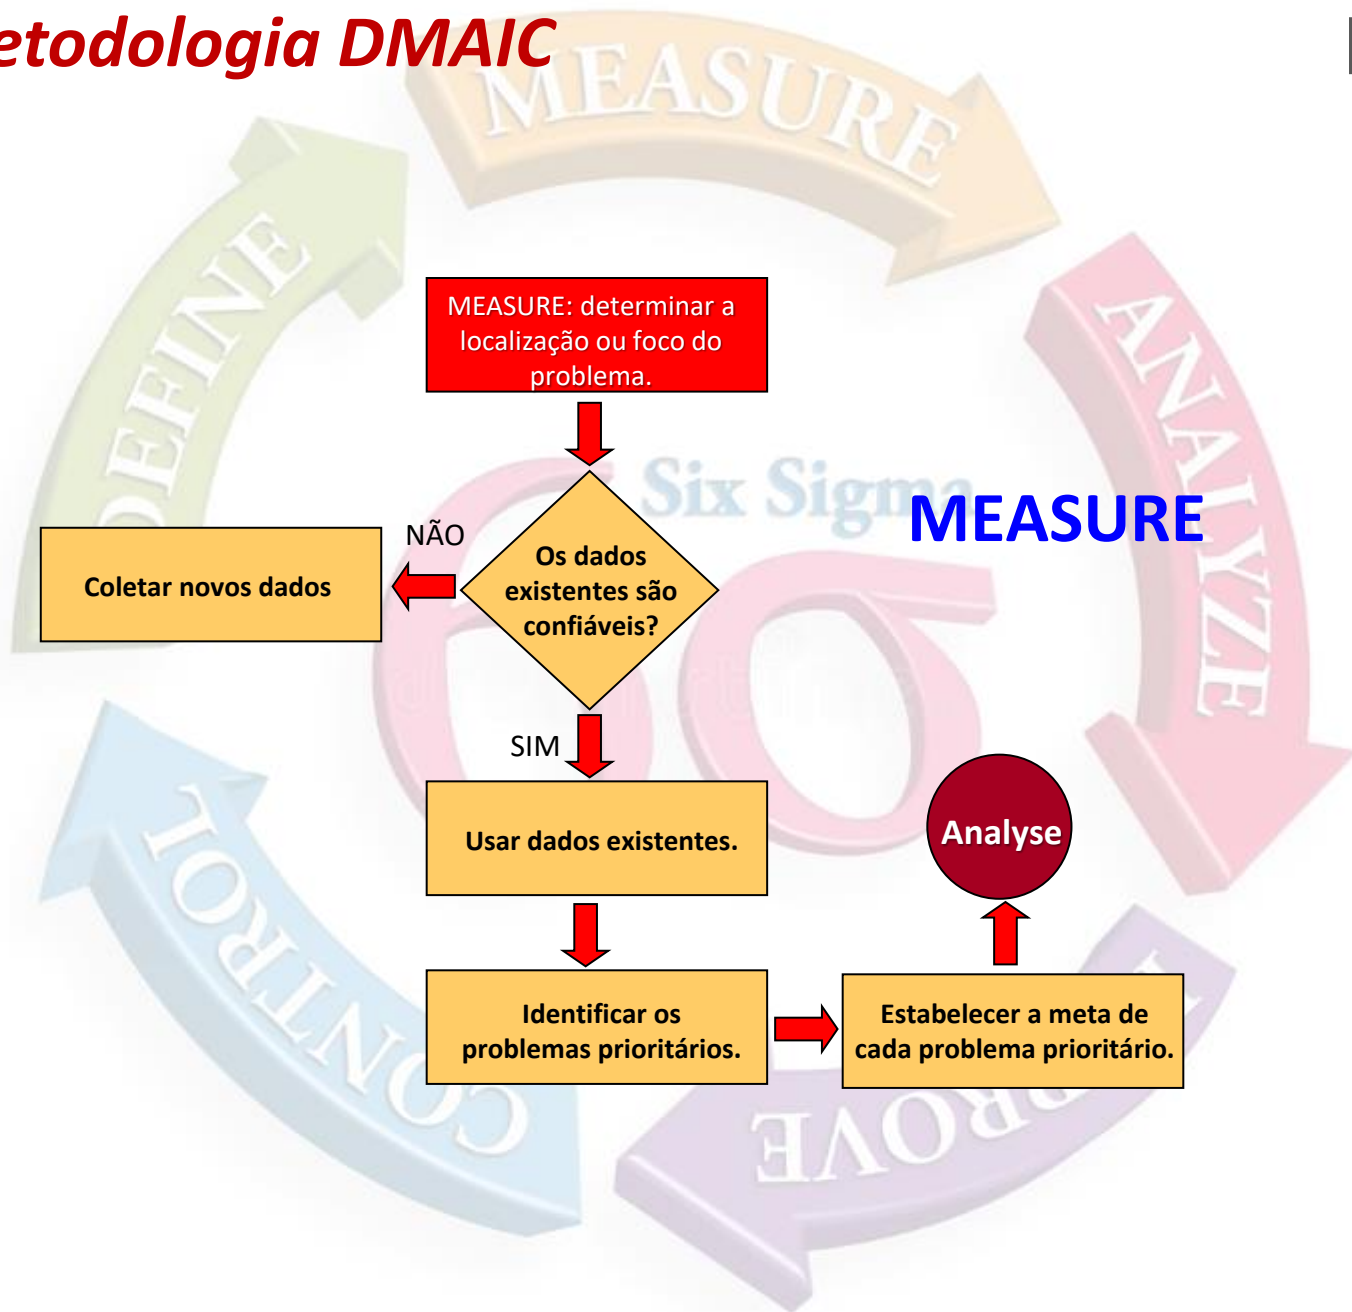 etodologia DMAIC
MEASURE
DEFINE
ANALYZE
MEASURE: determinar a
localização ou foco do
problema.
Six Sigma
MEASURE
NÃO
Os dados
existentes são
confiáveis?
Coletar novos dados
SIM
Usar dados existentes.
Analyse
CONTROL
Identificar os
problemas prioritários.
Estabelecer a meta de
cada problema prioritário.